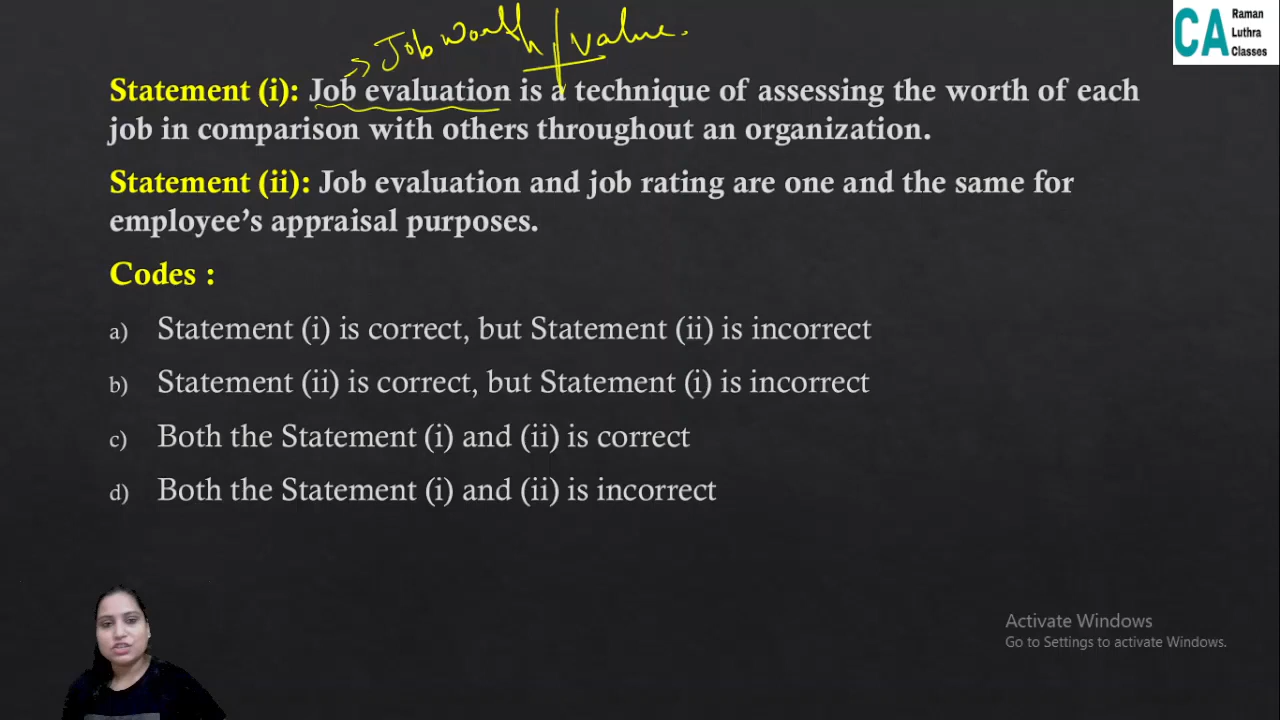 Job worth / value.
CA Raman
Luthra
Classes
Statement (i): Job evaluation is a technique of assessing the worth of each
job in comparison with others throughout an organization.
Statement (ii): Job evaluation and job rating are one and the same for
employee’s appraisal purposes.
Codes :
a) Statement (i) is correct, but Statement (ii) is incorrect
b) Statement (ii) is correct, but Statement (i) is incorrect
c) Both the Statement (i) and (ii) is correct
d) Both the Statement (i) and (ii) is incorrect
Activate Windows
Go to Settings to activate Windows.